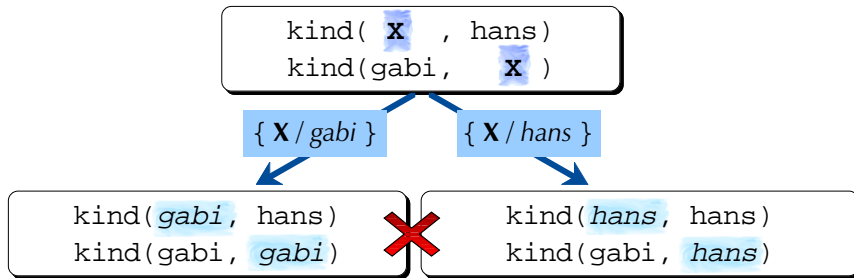 kind( X , hans)
kind(gabi, X )
{ X / gabi }
{ X / hans }
kind(gabi, hans)
kind(gabi, gabi)
kind(hans, hans)
kind(gabi, hans)